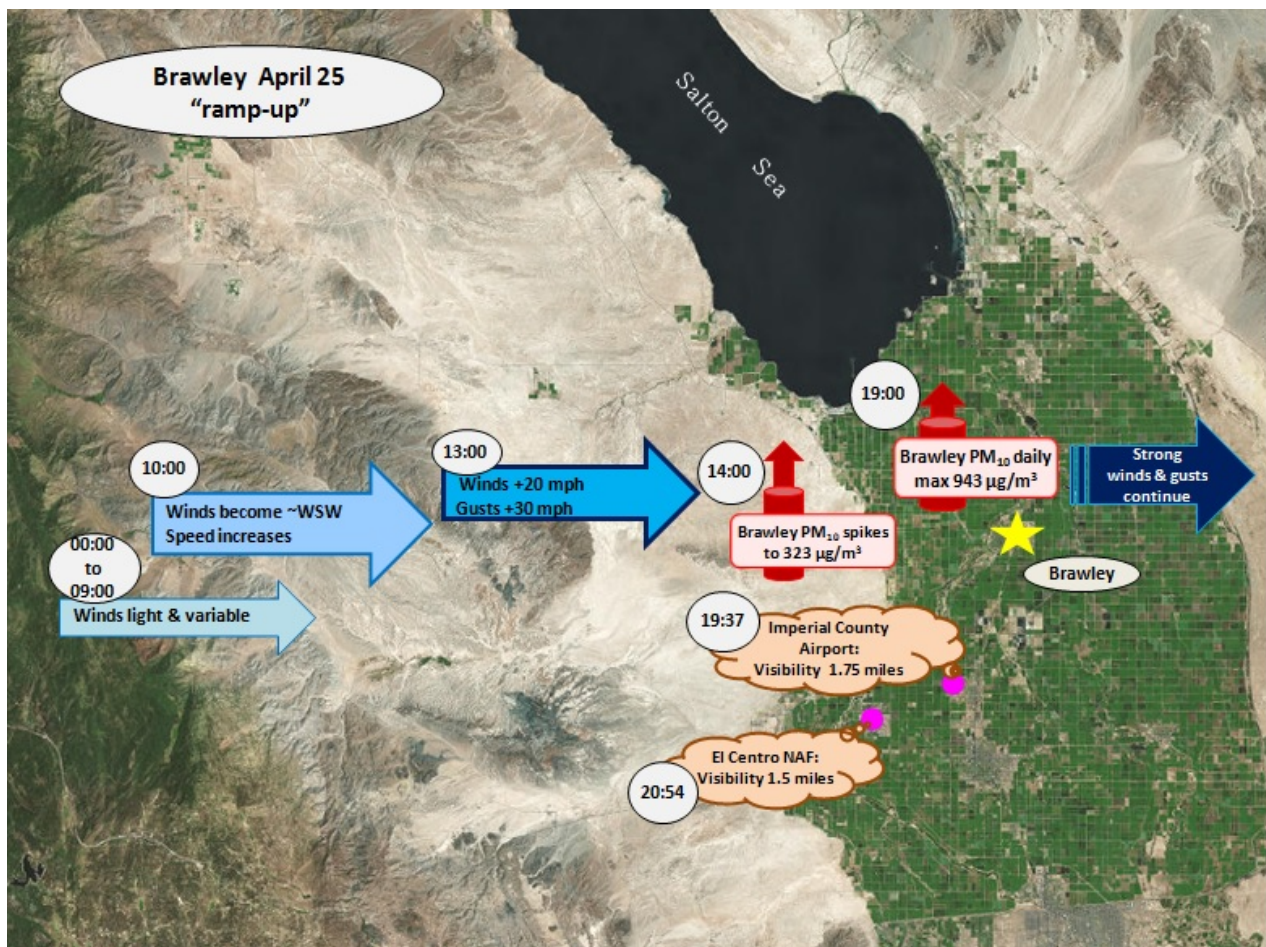 Brawley April 25
“ramp-up”
Salton Sea
00:00
to
09:00
Winds light & variable
10:00
Winds become ~WSW
Speed increases
13:00
Winds +20 mph
Gusts +30 mph
14:00
Brawley PM₁₀ spikes
to 323 µg/m³
19:00
Brawley PM₁₀ daily
max 943 µg/m³
Strong
winds & gusts
continue
Brawley
19:37
Imperial County
Airport:
Visibility 1.75 miles
El Centro NAF:
Visibility 1.5 miles
20:54